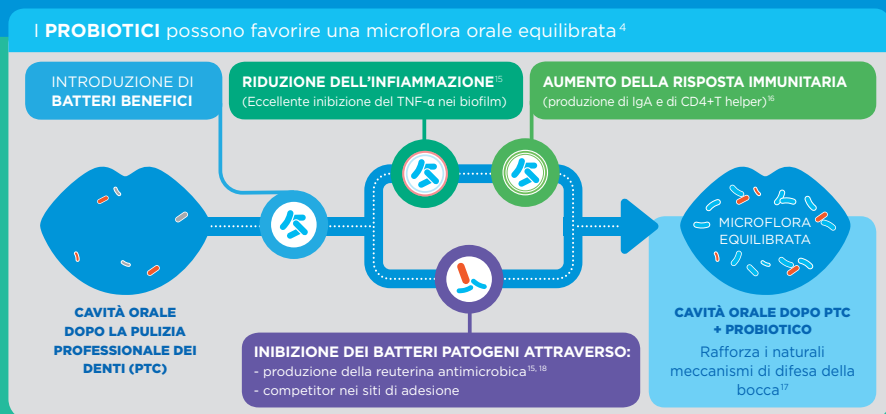 I PROBIOTICI possono favorire una microflora orale equilibrata⁴
INTRODUZIONE DI
BATTERI BENEFICI
RIDUZIONE DELL'INFIAMMAZIONE¹⁵
(Eccellente inibizione del TNF-α nei biofilm)
AUMENTO DELLA RISPOSTA IMMUNITARIA
(produzione di IgA e di CD4+T helper)¹⁶
MICROFLORA
EQUILIBRATA
CAVITÀ ORALE
DOPO LA PULIZIA
PROFESSIONALE DEI
DENTI (PTC)
INIBIZIONE DEI BATTERI PATOGENI ATTRAVERSO:
- produzione della reuterina antimicrobica¹⁵, ¹⁸
- competitor nei siti di adesione
CAVITÀ ORALE DOPO PTC
+ PROBIOTICO
Rafforza i naturali
meccanismi di difesa della
bocca¹⁷